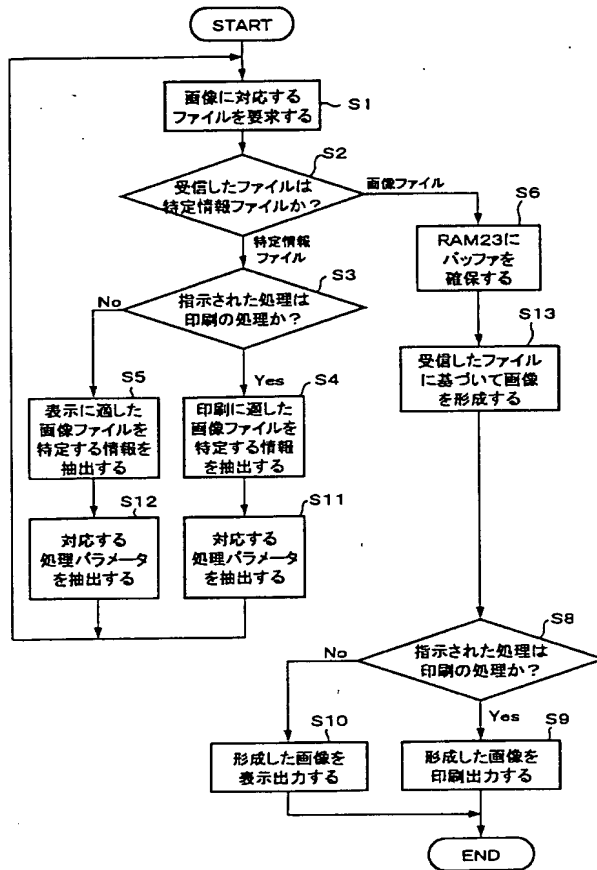 START
画像に対応する
ファイルを要求する
S1
S2
受信したファイルは
特定情報ファイルか?
画像ファイル
特定情報
ファイル
S6
RAM23に
バッファを
確保する
S3
指示された処理は
印刷の処理か?
No
Yes
S13
受信したファイル
に基づいて画像
を形成する
S5
表示に適した
画像ファイルを
特定する情報を
抽出する
S4
印刷に適した
画像ファイルを
特定する情報
を抽出する
S12
対応する
処理パラメータ
を抽出する
S11
対応する
処理パラメータ
を抽出する
S8
指示された処理は
印刷の処理か?
No
Yes
S10
形成した画像を
表示出力する
S9
形成した画像を
印刷出力する
END